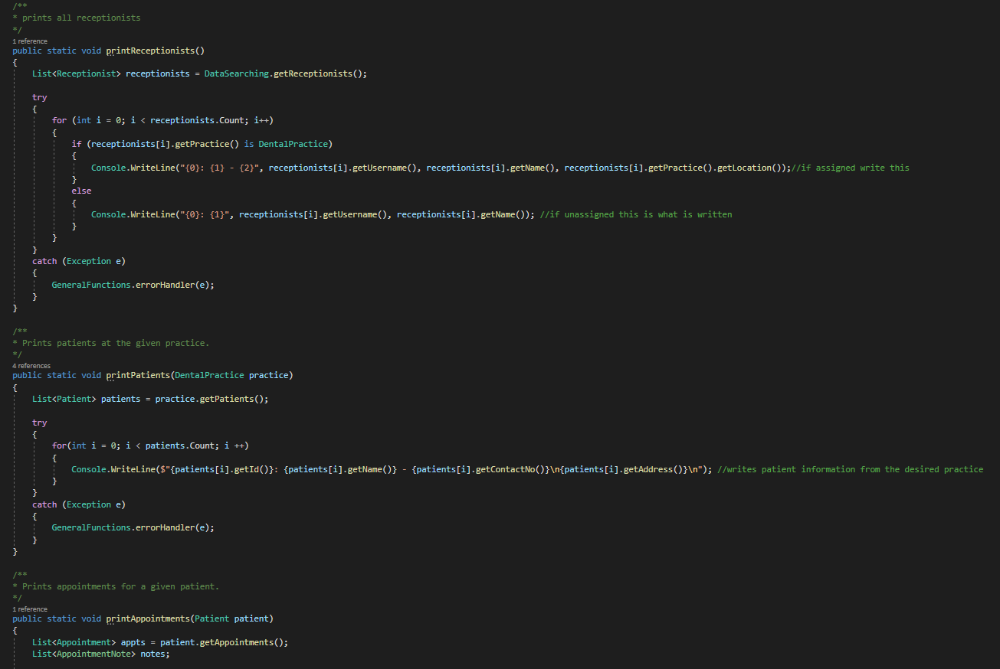 /**
* prints all receptionists
*/
1 reference
public static void printReceptionists()
{
List<Receptionist> receptionists = DataSearching.getReceptionists();
try
{
for (int i = 0; i < receptionists.Count; i++)
{
if (receptionists[i].getPractice() is DentalPractice)
{
Console.WriteLine("{0}: {1} - {2}", receptionists[i].getUsername(), receptionists[i].getName(), receptionists[i].getPractice().getLocation());//if assigned write this
}
else
{
Console.WriteLine("{0}: {1}", receptionists[i].getUsername(), receptionists[i].getName()); //if unassigned this is what is written
}
}
}
catch (Exception e)
{
GeneralFunctions.errorHandler(e);
}
}
/**
* Prints patients at the given practice.
*/
4 references
public static void printPatients(DentalPractice practice)
{
List<Patient> patients = practice.getPatients();
try
{
for(int i = 0; i < patients.Count; i ++)
{
Console.WriteLine($"{patients[i].getId()}: {patients[i].getName()} - {patients[i].getContactNo()}\n{patients[i].getAddress()}\n"); //writes patient information from the desired practice
}
}
catch (Exception e)
{
GeneralFunctions.errorHandler(e);
}
}
/**
* Prints appointments for a given patient.
*/
1 reference
public static void printAppointments(Patient patient)
{
List<Appointment> appts = patient.getAppointments();
List<AppointmentNote> notes;